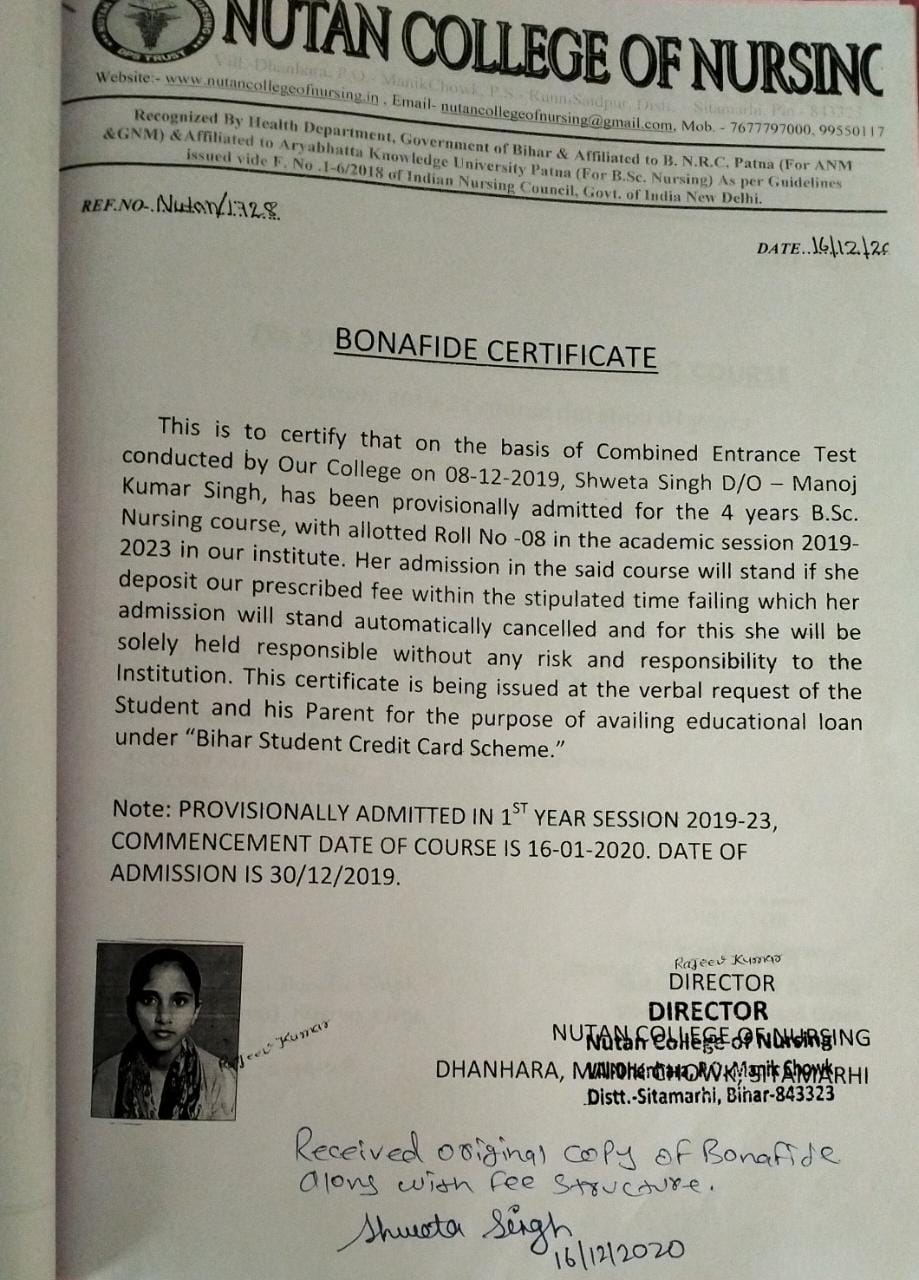 NUTAN COLLEGE OF NURSING
Vill.- Dhanhara, P.O.- ManikChowk, P.S.- RunniSaidpur, Distt. - Sitamarhi, Pin - 84332
Website:- www.nutancollegeofnursing.in , Email- nutancollegeofnursing@gmail.com, Mob. - 7677797000, 99550117
Recognized By Health Department, Government of Bihar & Affiliated to B. N.R.C. Patna (For ANM
&GNM) &Affiliated to Aryabhatta Knowledge University Patna (For B.Sc. Nursing) As per Guidelines
issued vide F. No .1-6/2018 of Indian Nursing Council, Govt. of India New Delhi.
REF.NO-.Nutan/1728
DATE..16/12/20
BONAFIDE CERTIFICATE
This is to certify that on the basis of Combined Entrance Test
conducted by Our College on 08-12-2019, Shweta Singh D/O – Manoj
Kumar Singh, has been provisionally admitted for the 4 years B.Sc.
Nursing course, with allotted Roll No -08 in the academic session 2019-
2023 in our institute. Her admission in the said course will stand if she
deposit our prescribed fee within the stipulated time failing which her
admission will stand automatically cancelled and for this she will be
solely held responsible without any risk and responsibility to the
Institution. This certificate is being issued at the verbal request of the
Student and his Parent for the purpose of availing educational loan
under “Bihar Student Credit Card Scheme.”
Note: PROVISIONALLY ADMITTED IN 1ST YEAR SESSION 2019-23,
COMMENCEMENT DATE OF COURSE IS 16-01-2020. DATE OF
ADMISSION IS 30/12/2019.
Rajeev Kumar
Rajeev Kumar
DIRECTOR
DIRECTOR
NUTAN COLLEGE OF NURSING
Nutan College of Nursing
DHANHARA, MANIK CHOWK, SITAMARHI
Manik Chowk
Distt.-Sitamarhi, Bihar-843323
Received original copy of Bonafide
along with fee structure.
Shweta Singh
16/12/2020